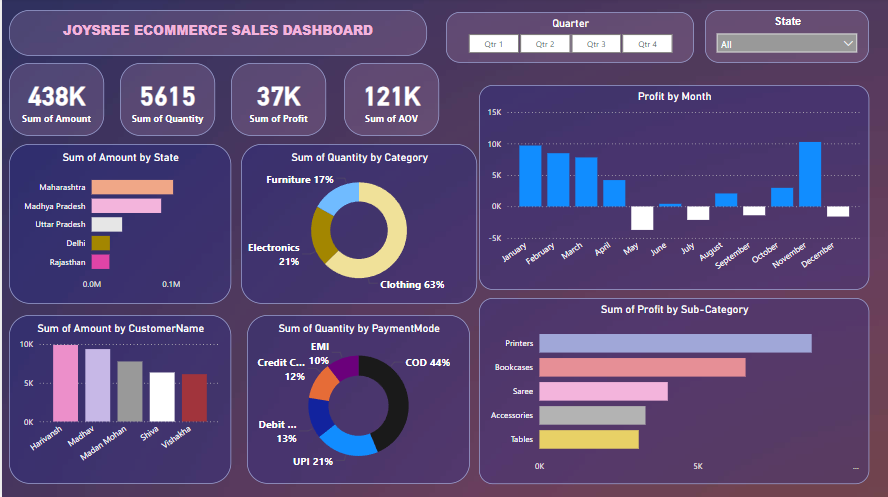 JOYSREE ECOMMERCE SALES DASHBOARD
Quarter
Qtr 1
Qtr 2
Qtr 3
Qtr 4
State
All
438K
Sum of Amount
5615
Sum of Quantity
37K
Sum of Profit
121K
Sum of AOV
Profit by Month
15K
10K
5K
0K
-5K
January
February
March
April
May
June
July
August
September
October
November
December
Sum of Amount by State
Maharashtra
Madhya Pradesh
Uttar Pradesh
Delhi
Rajasthan
0.0M
0.1M
Sum of Quantity by Category
Furniture 17%
Electronics
21%
Clothing 63%
Sum of Amount by CustomerName
10K
5K
0K
Harivansh
Madhav
Madan Mohan
Shiva
Vishakha
Sum of Quantity by PaymentMode
EMI
10%
Credit C...
12%
Debit ...
13%
UPI 21%
COD 44%
Sum of Profit by Sub-Category
Printers
Bookcases
Saree
Accessories
Tables
0K
5K